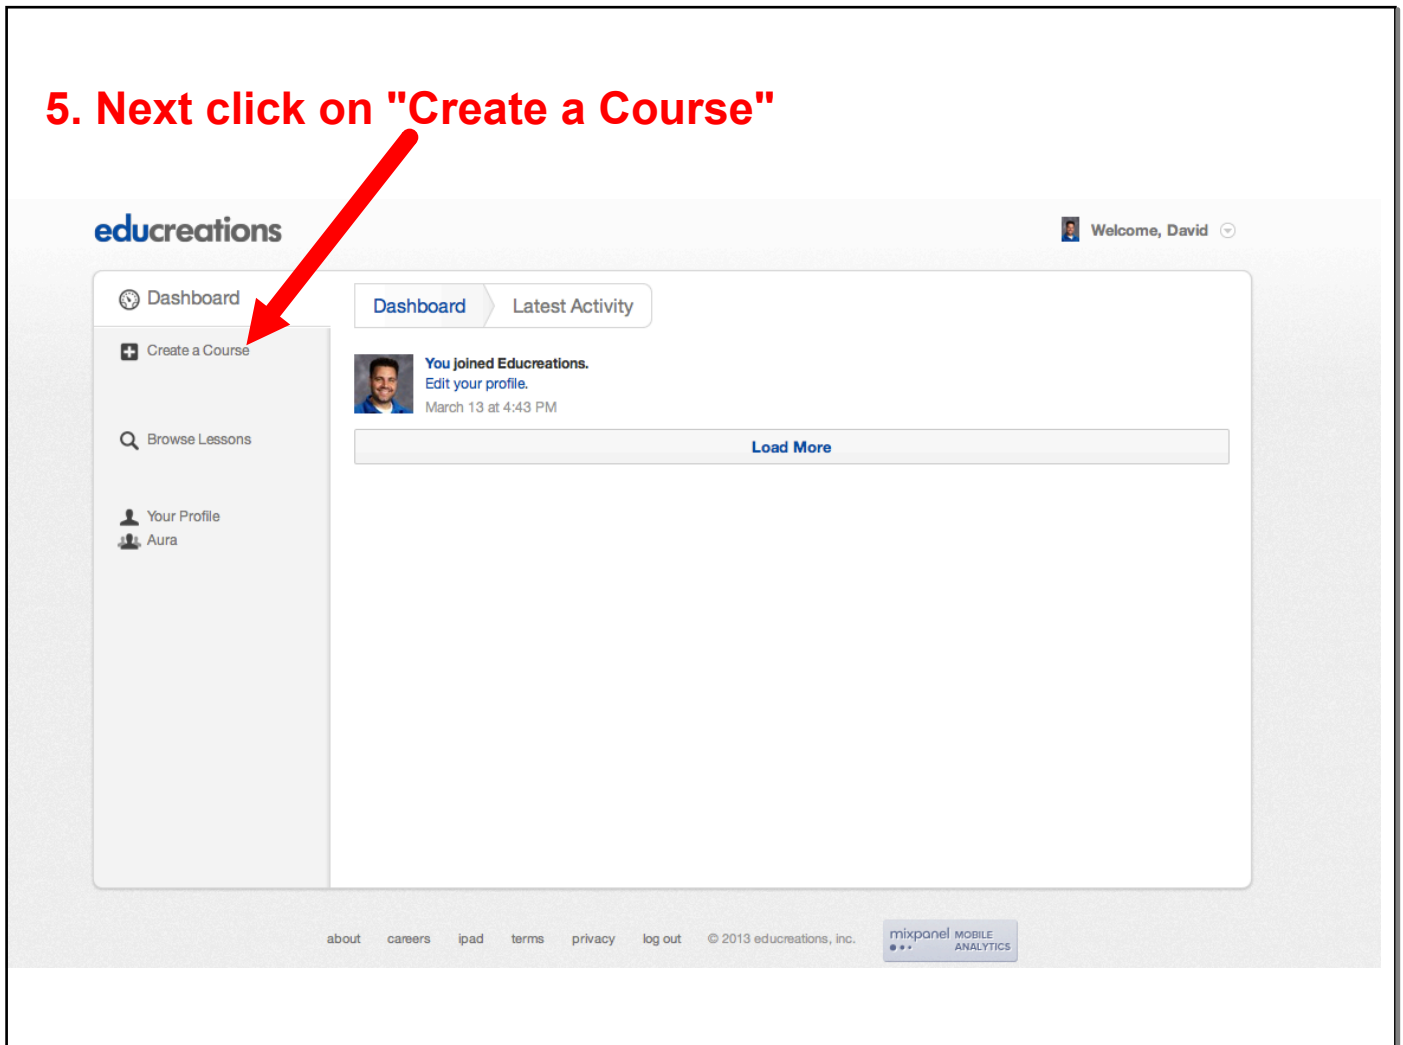 5. Next click on "Create a Course"
educreations
Welcome, David
Dashboard
Create a Course
Browse Lessons
Your Profile
Aura
Dashboard Latest Activity
You joined Educreations.
Edit your profile.
March 13 at 4:43 PM
Load More
about careers ipad terms privacy log out © 2013 educreations, inc.
mixpanel MOBILE
ANALYTICS